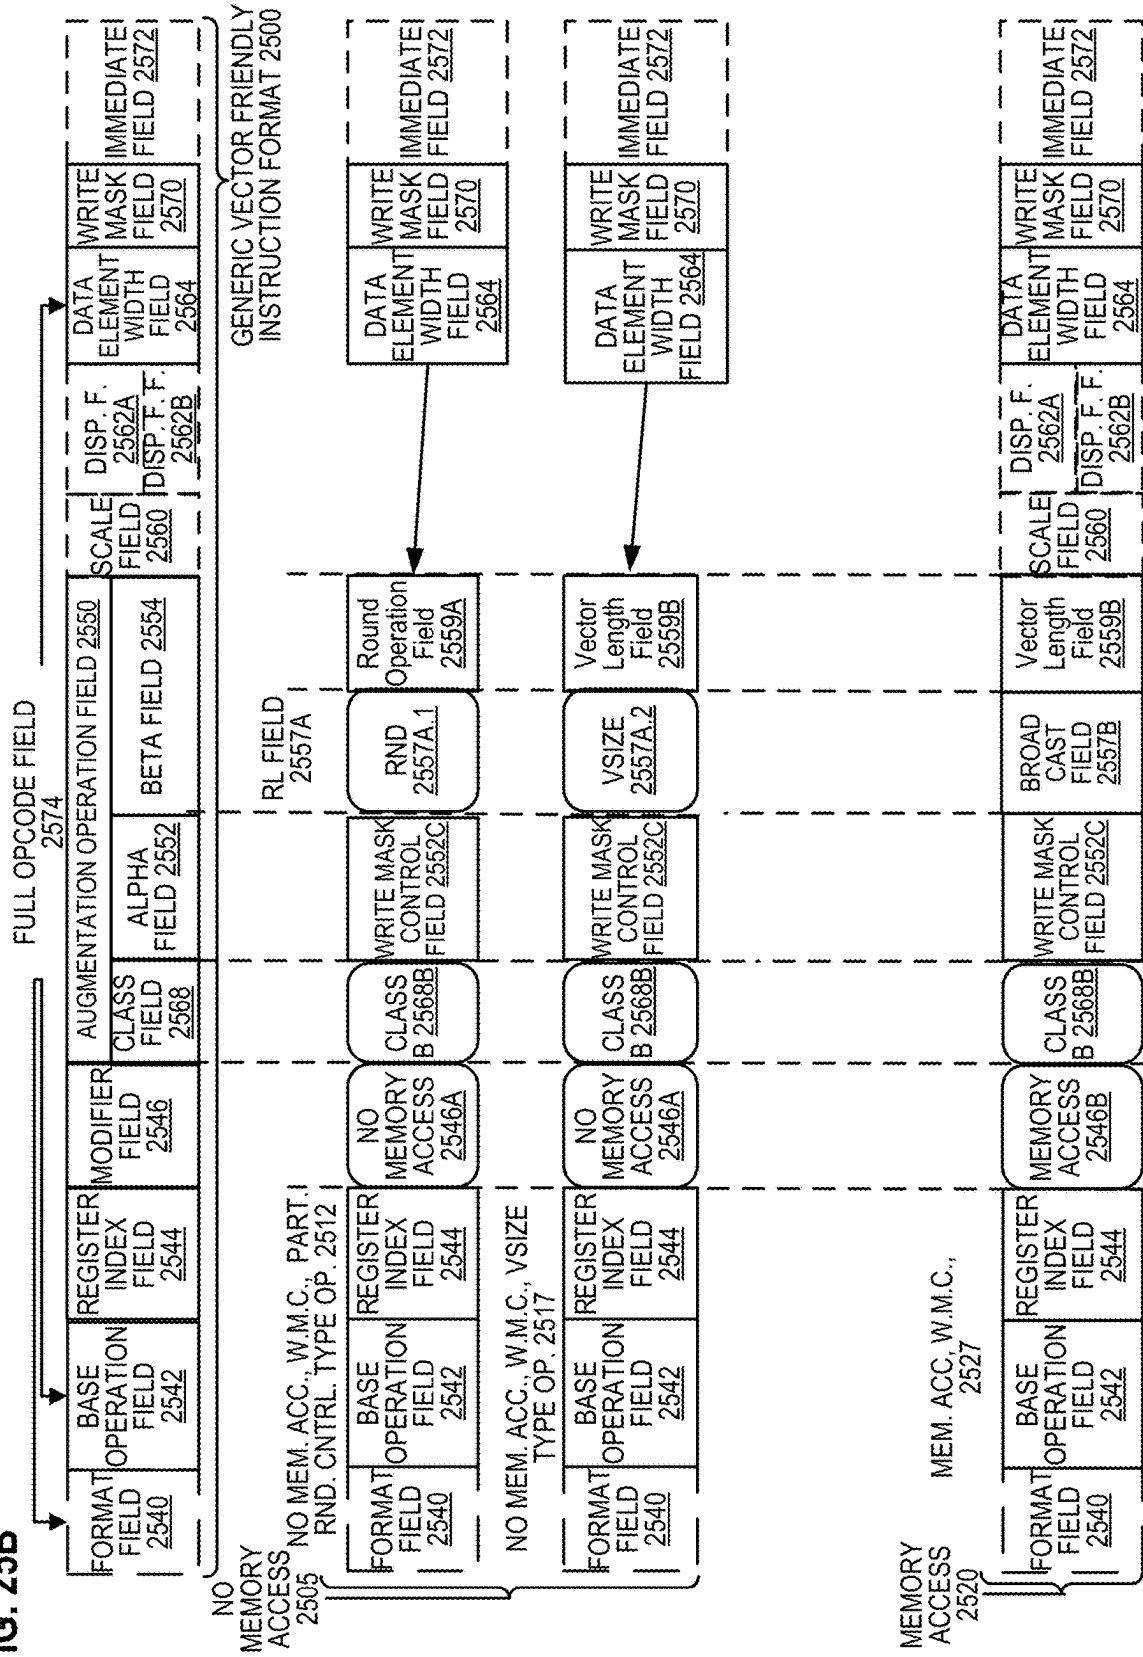 IG. 25B
FULL OPCODE FIELD
2574
FORMAT
FIELD
2540
BASE
OPERATION
FIELD
2542
REGISTER
INDEX
FIELD
2544
MODIFIER
FIELD
2546
AUGMENTATION OPERATION FIELD 2550
CLASS
FIELD
2568
ALPHA
FIELD 2552
BETA FIELD 2554
SCALE
FIELD
2560
DISP. F.
2562A
DISP. F. F.
2562B
DATA
ELEMENT
WIDTH
FIELD
2564
WRITE
MASK
FIELD
2570
IMMEDIATE
FIELD 2572
GENERIC VECTOR FRIENDLY
INSTRUCTION FORMAT 2500
NO
MEMORY
ACCESS
2505
NO MEM. ACC., W.M.C., PART.
RND. CNTRL. TYPE OP. 2512
RL FIELD
2557A
FORMAT
FIELD
2540
BASE
OPERATION
FIELD
2542
REGISTER
INDEX
FIELD
2544
NO
MEMORY
ACCESS
2546A
CLASS
B 2568B
WRITE MASK
CONTROL
FIELD 2552C
RND
2557A.1
Round
Operation
Field
2559A
DATA
ELEMENT
WIDTH
FIELD
2564
WRITE
MASK
FIELD
2570
IMMEDIATE
FIELD 2572
NO MEM. ACC., W.M.C., VSIZE
TYPE OP. 2517
FORMAT
FIELD
2540
BASE
OPERATION
FIELD
2542
REGISTER
INDEX
FIELD
2544
NO
MEMORY
ACCESS
2546A
CLASS
B 2568B
WRITE MASK
CONTROL
FIELD 2552C
VSIZE
2557A.2
Vector
Length
Field
2559B
DATA
ELEMENT
WIDTH
FIELD 2564
WRITE
MASK
FIELD
2570
IMMEDIATE
FIELD 2572
MEMORY
ACCESS
2520
MEM. ACC, W.M.C.,
2527
FORMAT
FIELD
2540
BASE
OPERATION
FIELD
2542
REGISTER
INDEX
FIELD
2544
MEMORY
ACCESS
2546B
CLASS
B 2568B
WRITE MASK
CONTROL
FIELD 2552C
BROAD
CAST
FIELD
2557B
Vector
Length
Field
2559B
SCALE
FIELD
2560
DISP. F.
2562A
DISP. F. F.
2562B
DATA
ELEMENT
WIDTH
FIELD
2564
WRITE
MASK
FIELD
2570
IMMEDIATE
FIELD 2572